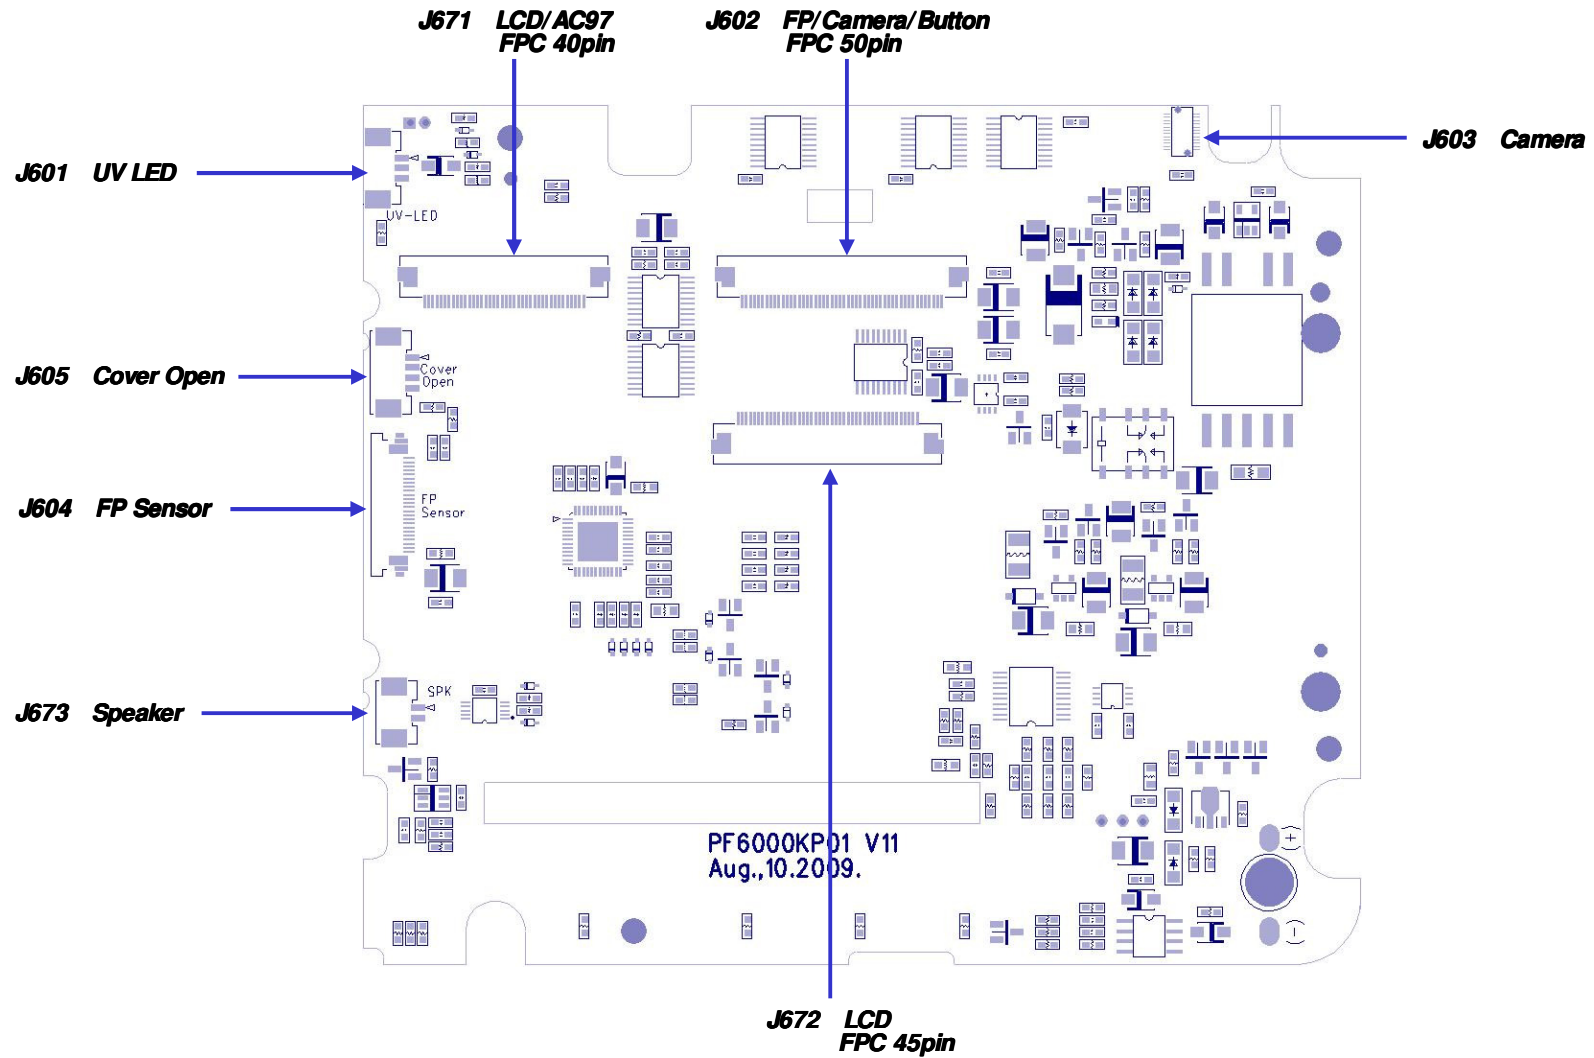 J671 LCD/AC97
FPC 40pin
J602 FP/Camera/Button
FPC 50pin
J603 Camera
J601 UV LED
UV-LED
J605 Cover Open
Cover
Open
J604 FP Sensor
FP
Sensor
J673 Speaker
SPK
PF6000KP01 V11
Aug.,10.2009.
J672 LCD
FPC 45pin